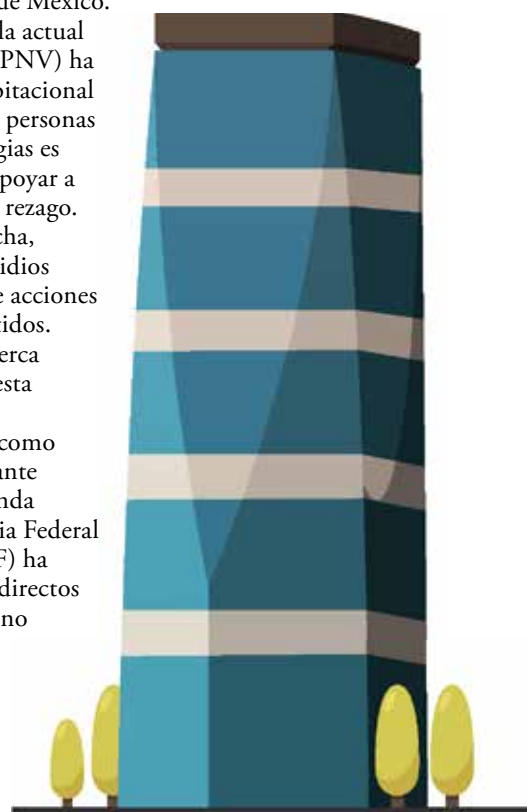 de México.
la actual
PNV) ha
bitacional
personas
gias es
poyar a
rezago.
cha,
idios
e acciones
idos.
erca
esta
como
ante
nda
ia Federal
F) ha
directos
no